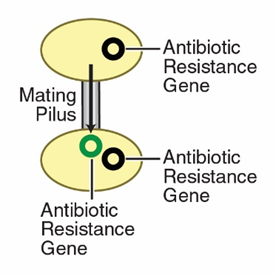 Antibiotic
Resistance
Gene
Mating
Pilus
Antibiotic
Resistance
Gene
Antibiotic
Resistance
Gene